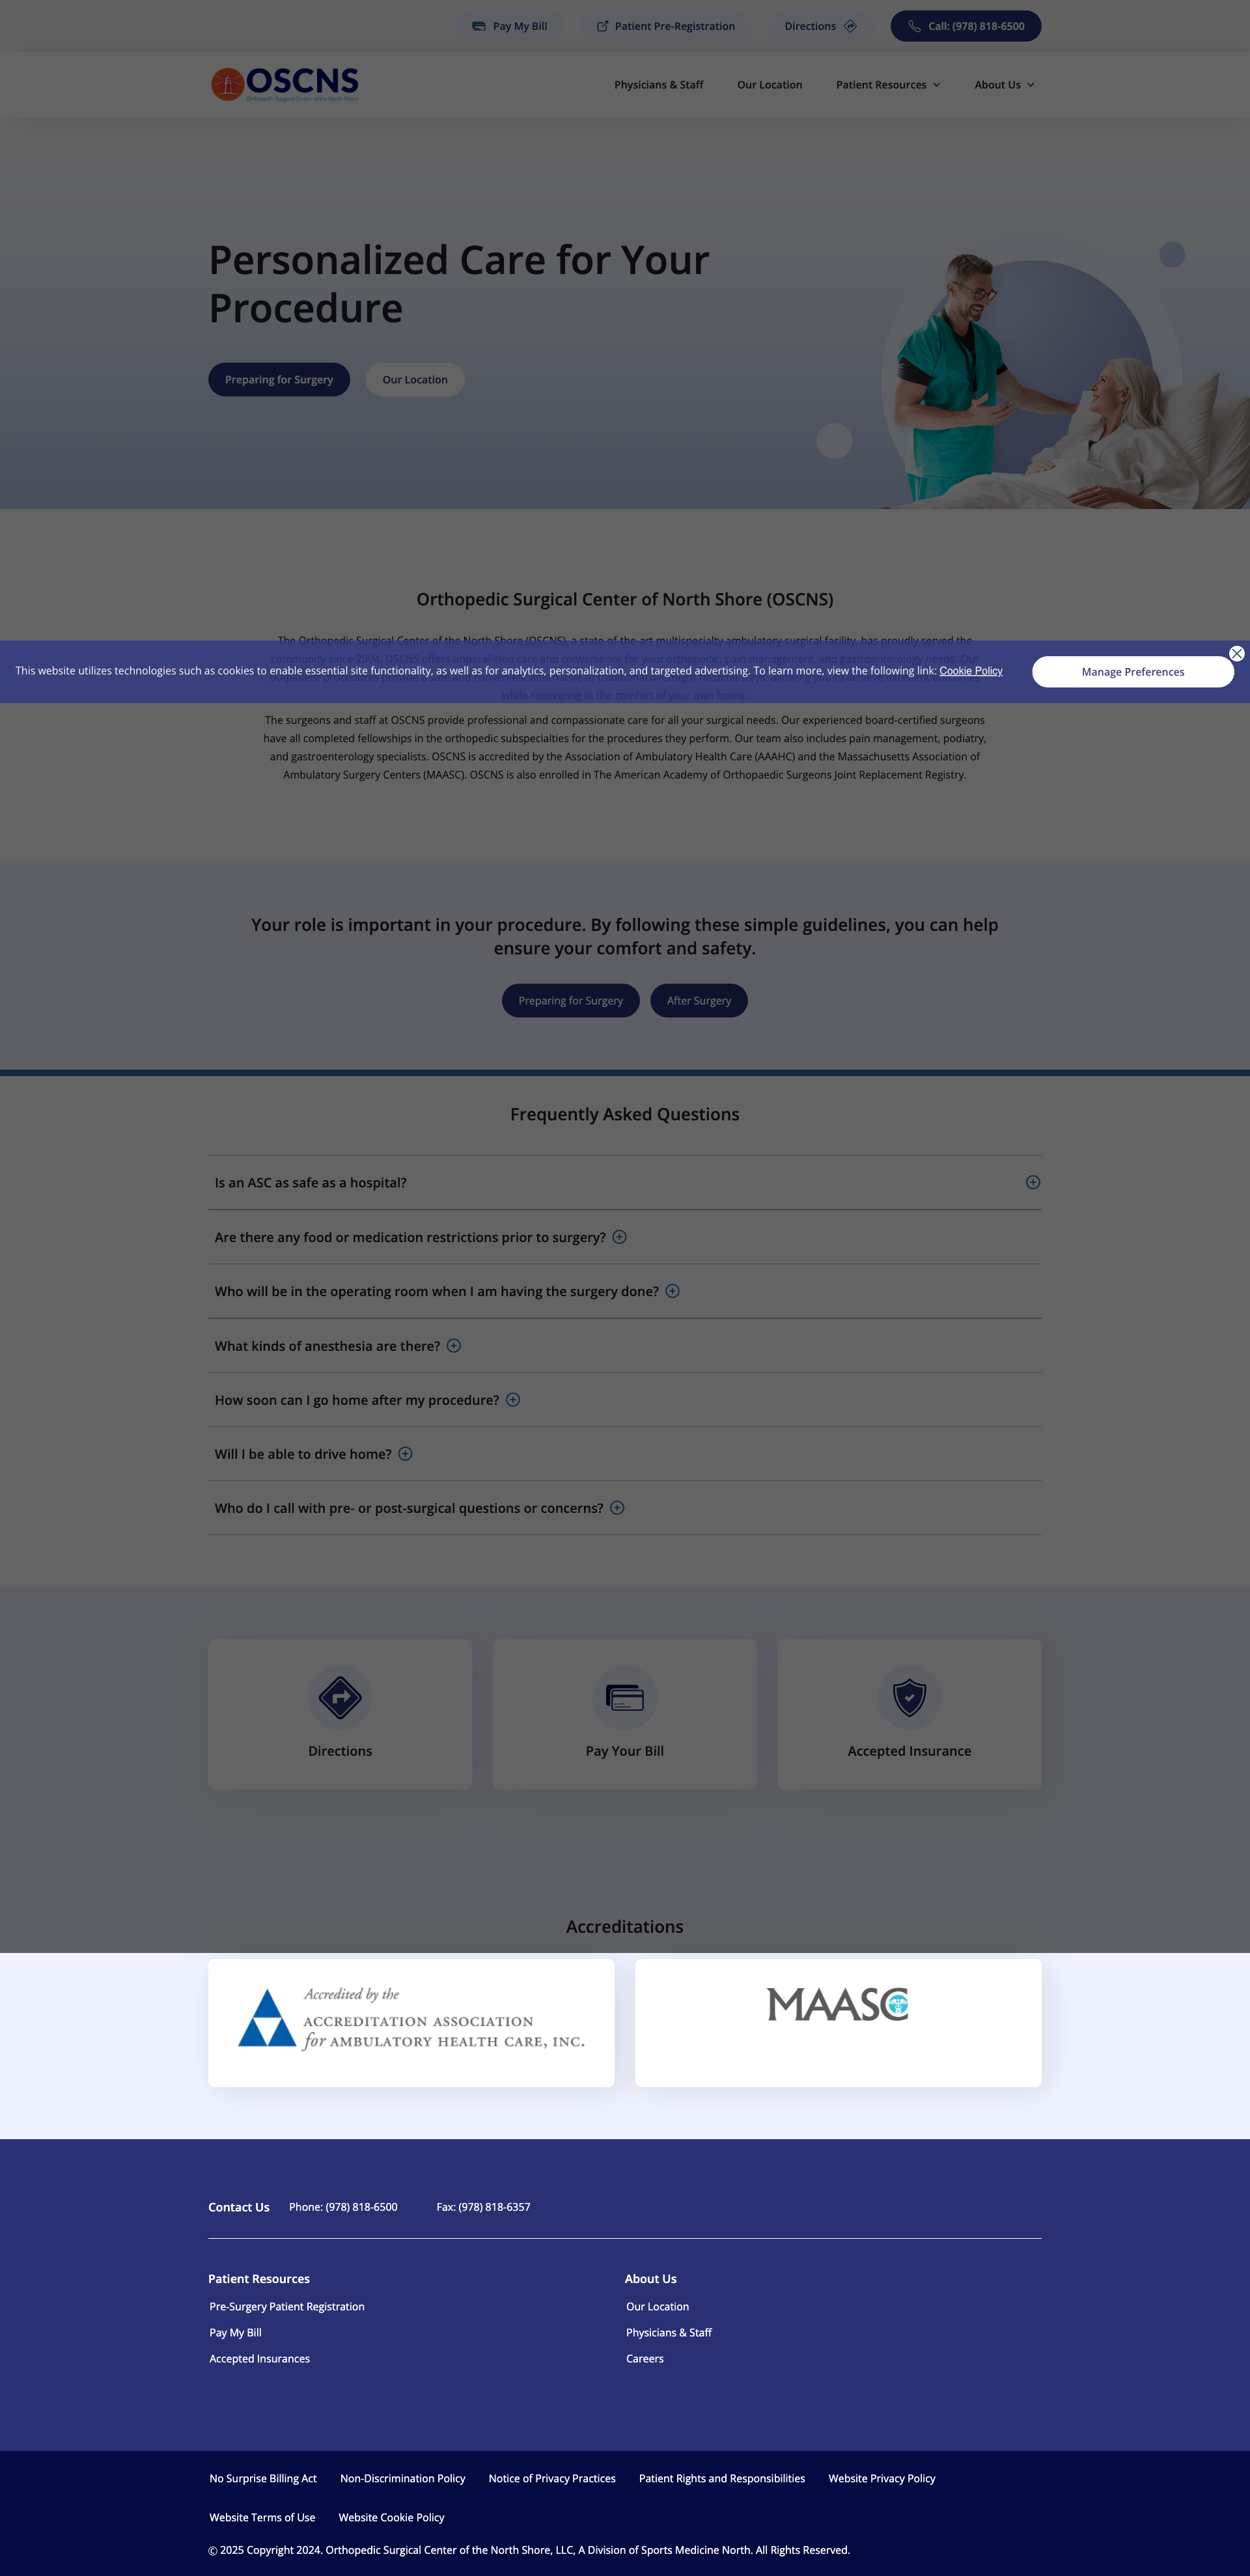 Pay My Bill
Patient Pre-Registration
Directions
Call: (978) 818-6500
OSCNS
Orthopedic Surgical Center of the North Shore
Physicians & Staff
Our Location
Patient Resources
About Us
Personalized Care for Your
Procedure
Preparing for Surgery
Our Location
Orthopedic Surgical Center of North Shore (OSCNS)
The Orthopedic Surgical Center of the North Shore (OSCNS), a state-of-the-art multispecialty ambulatory surgical facility, has proudly served the
community since 2004. OSCNS offers unparalleled care and convenience for your orthopedic, pain management, and gastroenterology needs. Our
This website utilizes technologies such as cookies to enable essential site functionality, as well as for analytics, personalization, and targeted advertising. To learn more, view the following link: Cookie Policy
Manage Preferences
while recovering in the comfort of your own home.
The surgeons and staff at OSCNS provide professional and compassionate care for all your surgical needs. Our experienced board-certified surgeons
have all completed fellowships in the orthopedic subspecialties for the procedures they perform. Our team also includes pain management, podiatry,
and gastroenterology specialists. OSCNS is accredited by the Association of Ambulatory Health Care (AAAHC) and the Massachusetts Association of
Ambulatory Surgery Centers (MAASC). OSCNS is also enrolled in The American Academy of Orthopaedic Surgeons Joint Replacement Registry.
Your role is important in your procedure. By following these simple guidelines, you can help
ensure your comfort and safety.
Preparing for Surgery
After Surgery
Frequently Asked Questions
Is an ASC as safe as a hospital?
Are there any food or medication restrictions prior to surgery?
Who will be in the operating room when I am having the surgery done?
What kinds of anesthesia are there?
How soon can I go home after my procedure?
Will I be able to drive home?
Who do I call with pre- or post-surgical questions or concerns?
Directions
Pay Your Bill
Accepted Insurance
Accreditations
Accredited by the
ACCREDITATION ASSOCIATION
for AMBULATORY HEALTH CARE, INC.
MAASC
Contact Us
Phone: (978) 818-6500
Fax: (978) 818-6357
Patient Resources
Pre-Surgery Patient Registration
Pay My Bill
Accepted Insurances
About Us
Our Location
Physicians & Staff
Careers
No Surprise Billing Act
Non-Discrimination Policy
Notice of Privacy Practices
Patient Rights and Responsibilities
Website Privacy Policy
Website Terms of Use
Website Cookie Policy
© 2025 Copyright 2024. Orthopedic Surgical Center of the North Shore, LLC, A Division of Sports Medicine North. All Rights Reserved.